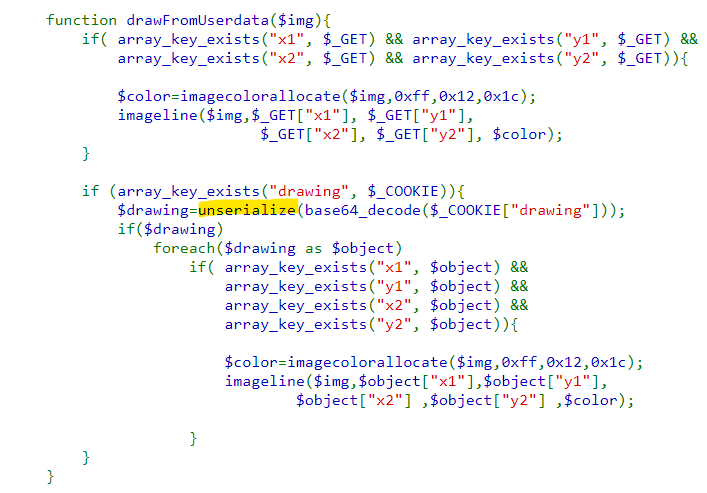 function drawFromUserdata($img){
if( array_key_exists("x1", $_GET) && array_key_exists("y1", $_GET) &&
array_key_exists("x2", $_GET) && array_key_exists("y2", $_GET)){
$color=imagecolorallocate($img,0xff,0x12,0x1c);
imageline($img,$_GET["x1"], $_GET["y1"],
$_GET["x2"], $_GET["y2"], $color);
}
if (array_key_exists("drawing", $_COOKIE)){
$drawing=unserialize(base64_decode($_COOKIE["drawing"]));
if($drawing)
foreach($drawing as $object)
if( array_key_exists("x1", $object) &&
array_key_exists("y1", $object) &&
array_key_exists("x2", $object) &&
array_key_exists("y2", $object)){
$color=imagecolorallocate($img,0xff,0x12,0x1c);
imageline($img,$object["x1"],$object["y1"],
$object["x2"] ,$object["y2"] ,$color);
}
}
}